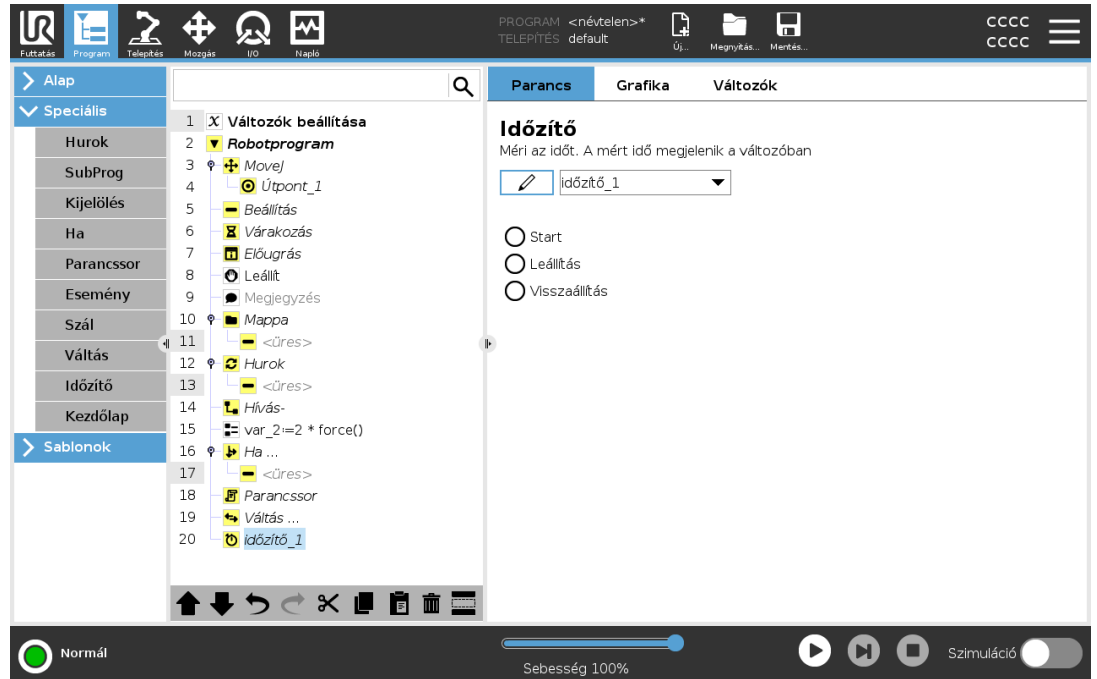 UR
Futtatás
Program
Telepítés
Mozgás
I/O
Napló
PROGRAM <névtelen>*
TELEPÍTÉS default
Új...
Megnyitás...
Mentés...
CCCC
CCCC
Alap
Speciális
Hurok
SubProg
Kijelölés
Ha
Parancssor
Esemény
Szál
Váltás
Időzítő
Kezdőlap
Sablonok
1 X Változók beállítása
2 Robotprogram
3 MoveJ
4 Útpont_1
5 Beállítás
6 Várakozás
7 Előugrás
8 Leállít
9 Megjegyzés
10 Mappa
11 <üres>
12 Hurok
13 <üres>
14 Hívás-
15 var_2≔2 * force()
16 Ha ...
17 <üres>
18 Parancssor
19 Váltás ...
20 időzítő_1
Parancs
Grafika
Változók
Időzítő
Méri az időt. A mért idő megjelenik a változóban
időzítő_1
Start
Leállítás
Visszaállítás
Normál
Sebesség 100%
Szimuláció